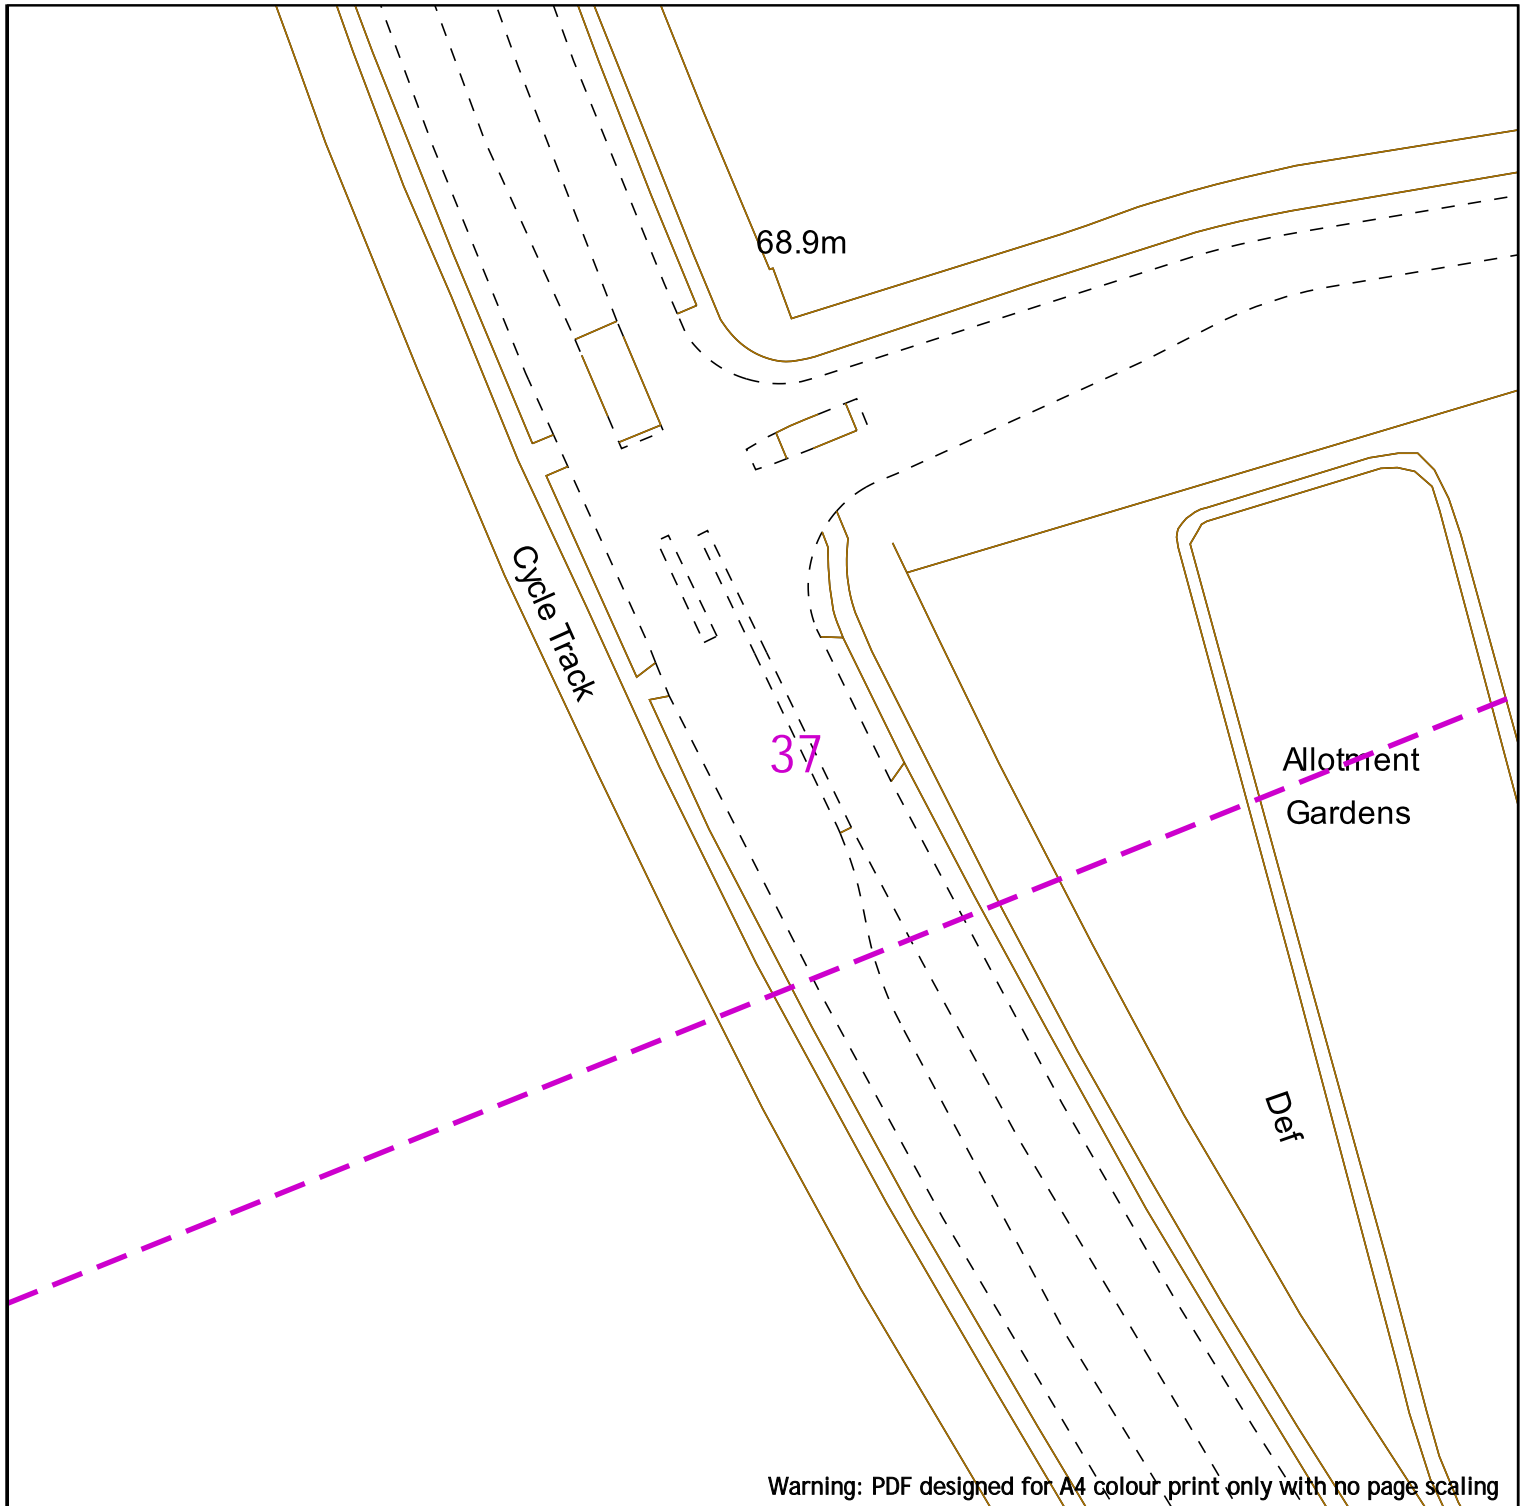 68.9m
Cycle Track
37
Allotment
Gardens
Def
Warning: PDF designed for A4 colour print only with no page scaling